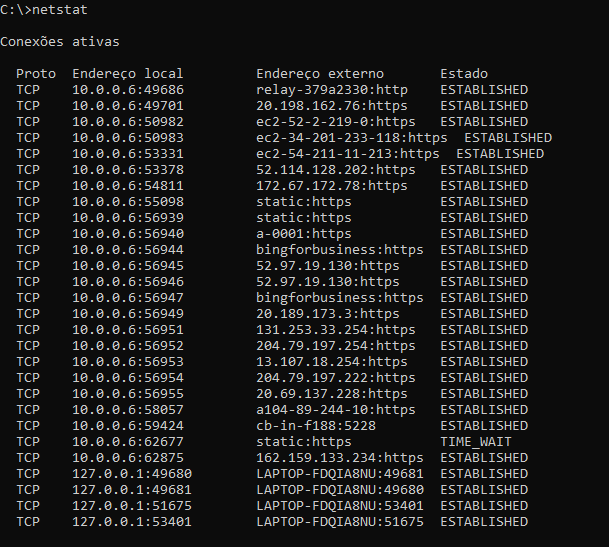 C:\>netstat
Conexões ativas
Proto Endereço local Endereço externo Estado
TCP 10.0.0.6:49686 relay-379a2330:http ESTABLISHED
TCP 10.0.0.6:49701 20.198.162.76:https ESTABLISHED
TCP 10.0.0.6:50982 ec2-52-2-219-0:https ESTABLISHED
TCP 10.0.0.6:50983 ec2-34-201-233-118:https ESTABLISHED
TCP 10.0.0.6:53331 ec2-54-211-11-213:https ESTABLISHED
TCP 10.0.0.6:53378 52.114.128.202:https ESTABLISHED
TCP 10.0.0.6:54811 172.67.172.78:https ESTABLISHED
TCP 10.0.0.6:55098 static:https ESTABLISHED
TCP 10.0.0.6:56939 static:https ESTABLISHED
TCP 10.0.0.6:56940 a-0001:https ESTABLISHED
TCP 10.0.0.6:56944 bingforbusiness:https ESTABLISHED
TCP 10.0.0.6:56945 52.97.19.130:https ESTABLISHED
TCP 10.0.0.6:56946 52.97.19.130:https ESTABLISHED
TCP 10.0.0.6:56947 bingforbusiness:https ESTABLISHED
TCP 10.0.0.6:56949 20.189.173.3:https ESTABLISHED
TCP 10.0.0.6:56951 131.253.33.254:https ESTABLISHED
TCP 10.0.0.6:56952 204.79.197.254:https ESTABLISHED
TCP 10.0.0.6:56953 13.107.18.254:https ESTABLISHED
TCP 10.0.0.6:56954 204.79.197.222:https ESTABLISHED
TCP 10.0.0.6:56955 20.69.137.228:https ESTABLISHED
TCP 10.0.0.6:58057 a104-89-244-10:https ESTABLISHED
TCP 10.0.0.6:59424 cb-in-f188:5228 ESTABLISHED
TCP 10.0.0.6:62677 static:https TIME_WAIT
TCP 10.0.0.6:62875 162.159.133.234:https ESTABLISHED
TCP 127.0.0.1:49680 LAPTOP-FDQIA8NU:49681 ESTABLISHED
TCP 127.0.0.1:49681 LAPTOP-FDQIA8NU:49680 ESTABLISHED
TCP 127.0.0.1:51675 LAPTOP-FDQIA8NU:53401 ESTABLISHED
TCP 127.0.0.1:53401 LAPTOP-FDQIA8NU:51675 ESTABLISHED